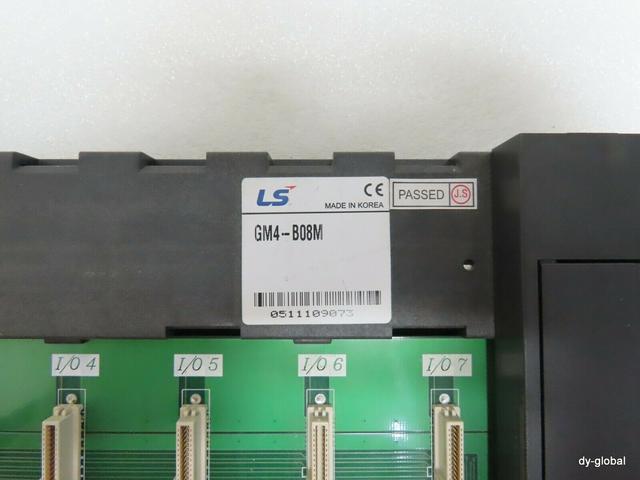 LS
CE
MADE IN KOREA
PASSED J.S
GM4-B08M
0511109073
I/O 4 I/O 5 I/O 6 I/O 7
dy-global